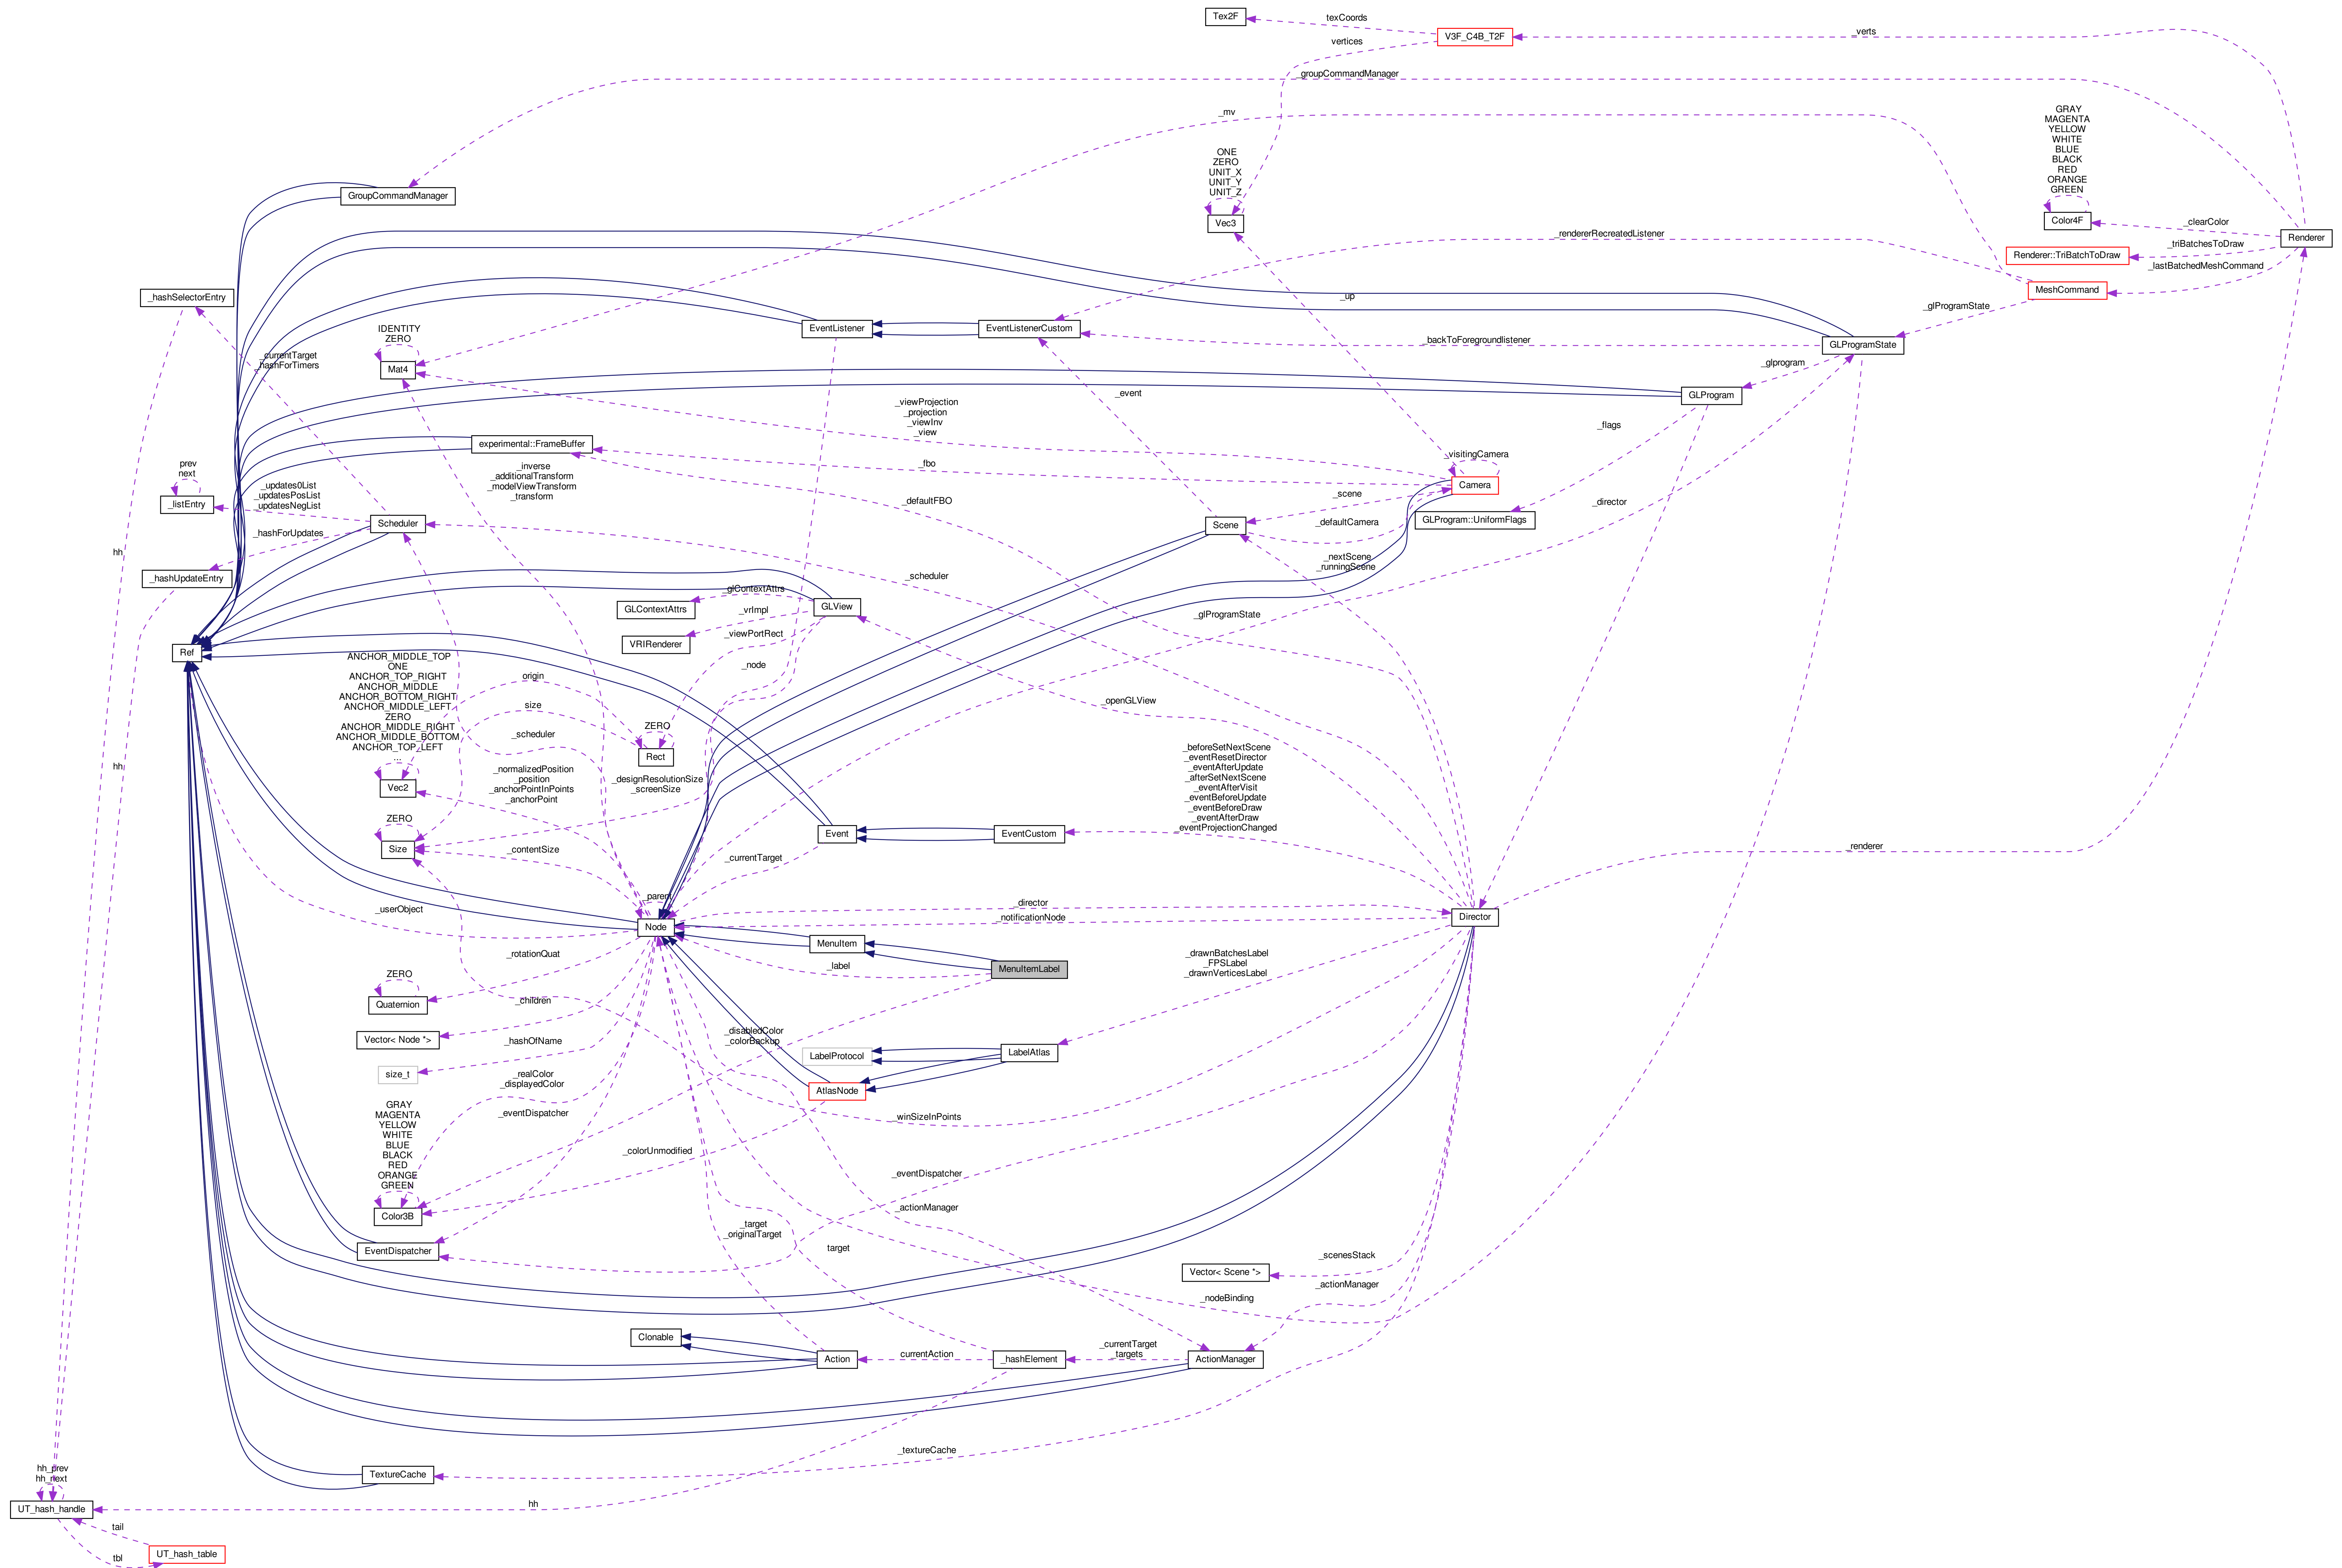 Tex2F
texCoords
V3F_C4B_T2F
_verts
vertices
_groupCommandManager
_mv
GRAY
MAGENTA
YELLOW
WHITE
BLUE
BLACK
RED
ORANGE
GREEN
Color4F
_clearColor
Renderer
_triBatchesToDraw
Renderer::TriBatchToDraw
_lastBatchedMeshCommand
MeshCommand
ONE
ZERO
UNIT_X
UNIT_Y
UNIT_Z
Vec3
GroupCommandManager
_rendererRecreatedListener
_hashSelectorEntry
_up
_glProgramState
EventListener
EventListenerCustom
_backToForegroundlistener
GLProgramState
IDENTITY
ZERO
Mat4
_currentTarget
_hashForTimers
_glprogram
GLProgram
_event
_viewProjection
_projection
_viewInv
_view
_flags
experimental::FrameBuffer
_fbo
_visitingCamera
Camera
prev
next
_listEntry
_updates0List
_updatesPosList
_updatesNegList
_inverse
_additionalTransform
_modelViewTransform
_transform
_defaultFBO
_scene
_director
Scheduler
Scene
_defaultCamera
GLProgram::UniformFlags
_hashForUpdates
hh
_nextScene
_runningScene
_hashUpdateEntry
_scheduler
_glContextAttrs
GLContextAttrs
GLView
_vrImpl
VRIRenderer
_viewPortRect
_glProgramState
Ref
ANCHOR_MIDDLE_TOP
ONE
ANCHOR_TOP_RIGHT
ANCHOR_MIDDLE
ANCHOR_BOTTOM_RIGHT
ANCHOR_MIDDLE_LEFT
ZERO
ANCHOR_MIDDLE_RIGHT
ANCHOR_MIDDLE_BOTTOM
ANCHOR_TOP_LEFT
...
Vec2
origin
_node
size
_openGLView
ZERO
Rect
_scheduler
hh
_normalizedPosition
_position
_anchorPointInPoints
_anchorPoint
_designResolutionSize
_screenSize
_beforeSetNextScene
_eventResetDirector
_eventAfterUpdate
_afterSetNextScene
_eventAfterVisit
_eventBeforeUpdate
_eventBeforeDraw
_eventAfterDraw
_eventProjectionChanged
ZERO
Size
_contentSize
Event
EventCustom
_renderer
_currentTarget
_parent
_userObject
_director
_notificationNode
Director
Node
MenuItem
_label
MenuItemLabel
_rotationQuat
ZERO
Quaternion
_drawnBatchesLabel
_FPSLabel
_drawnVerticesLabel
_children
Vector< Node *>
_disabledColor
_colorBackup
_hashOfName
size_t
LabelProtocol
LabelAtlas
_realColor
_displayedColor
AtlasNode
_eventDispatcher
_winSizeInPoints
GRAY
MAGENTA
YELLOW
WHITE
BLUE
BLACK
RED
ORANGE
GREEN
Color3B
_colorUnmodified
_eventDispatcher
_actionManager
EventDispatcher
_target
_originalTarget
target
_scenesStack
Vector< Scene *>
_actionManager
_nodeBinding
Clonable
Action
currentAction
_hashElement
_currentTarget
_targets
ActionManager
_textureCache
TextureCache
hh_prev
hh_next
UT_hash_handle
hh
tail
tbl
UT_hash_table